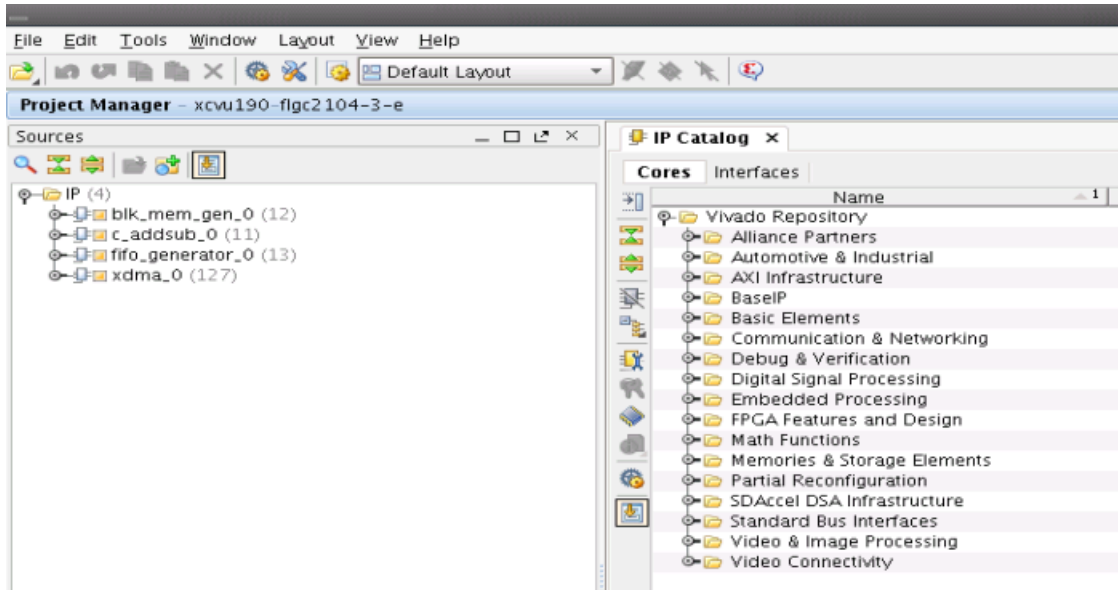 File Edit Tools Window Layout View Help
Default Layout
Project Manager - xcvu190-flgc2104-3-e
Sources
IP (4)
blk_mem_gen_0 (12)
c_addsub_0 (11)
fifo_generator_0 (13)
xdma_0 (127)
IP Catalog
Cores Interfaces
Name 1
Vivado Repository
Alliance Partners
Automotive & Industrial
AXI Infrastructure
BaseIP
Basic Elements
Communication & Networking
Debug & Verification
Digital Signal Processing
Embedded Processing
FPGA Features and Design
Math Functions
Memories & Storage Elements
Partial Reconfiguration
SDAccel DSA Infrastructure
Standard Bus Interfaces
Video & Image Processing
Video Connectivity